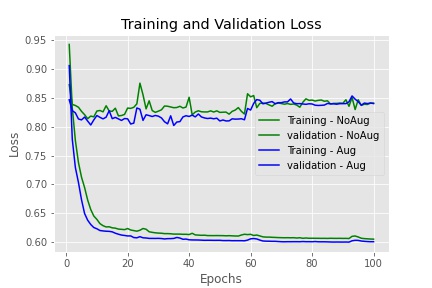 Training and Validation Loss
0.95
0.90
0.85
0.80
0.75
0.70
0.65
0.60
Loss
Training - NoAug
validation - NoAug
Training - Aug
validation - Aug
0 20 40 60 80 100
Epochs